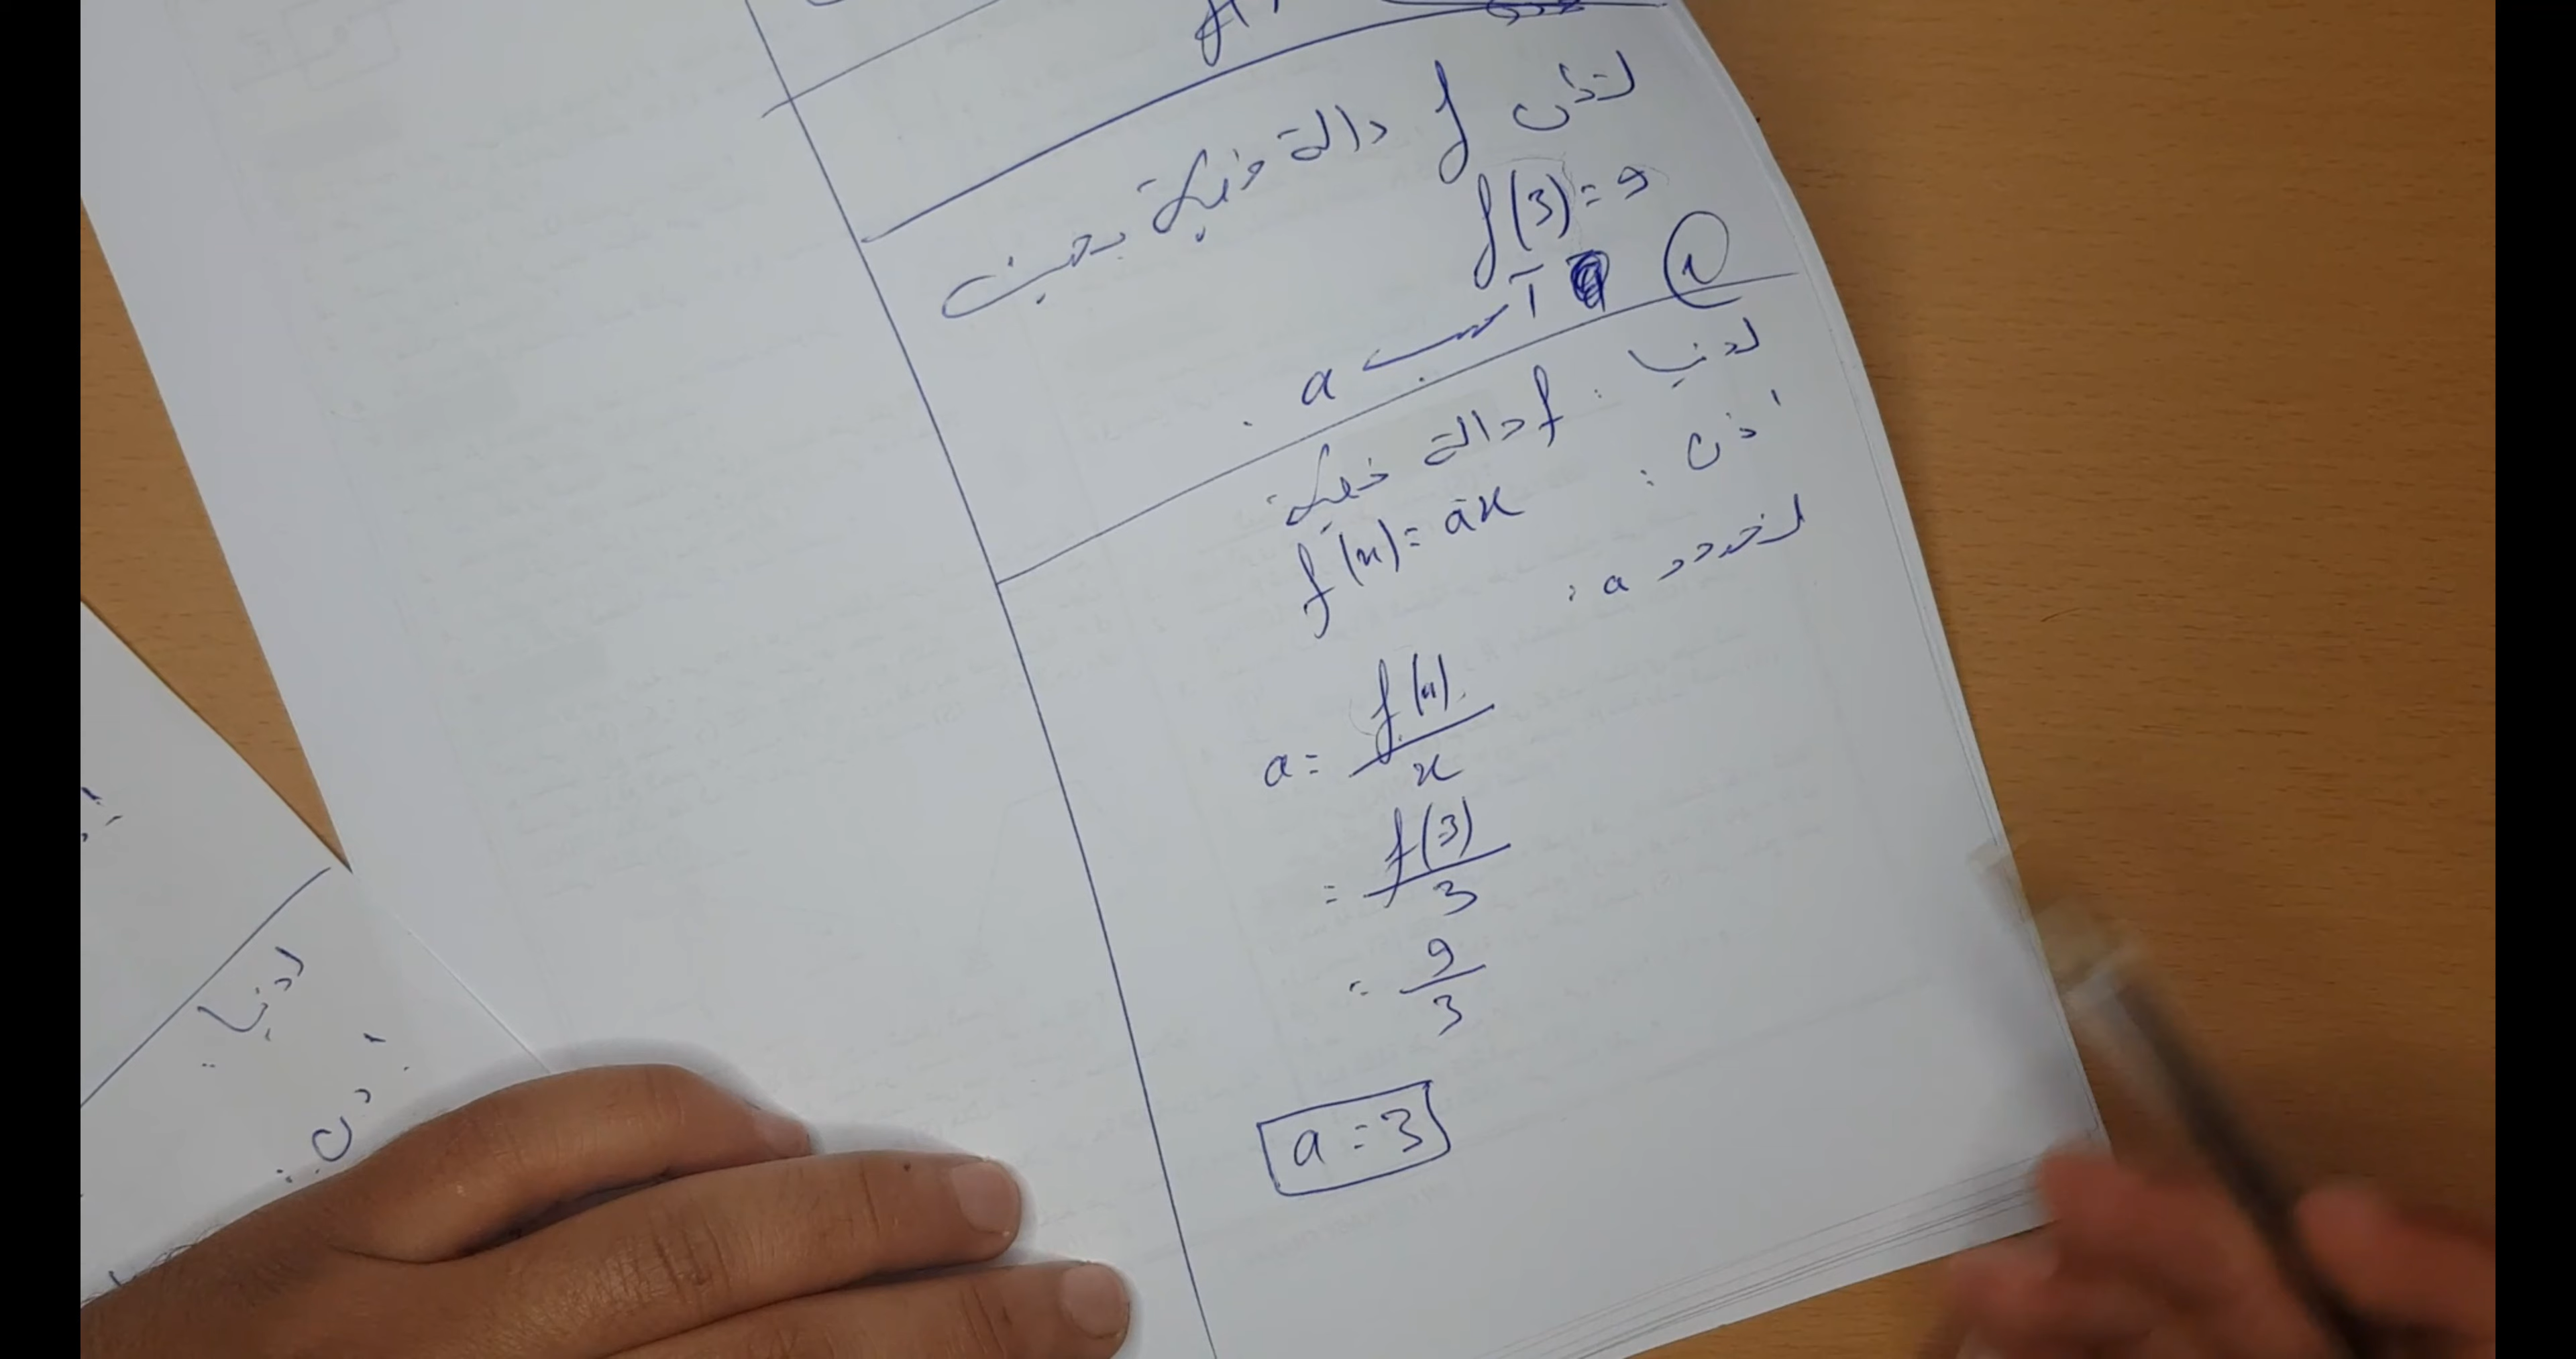 لتكن f دالة خطية بحيث
f(3) = 9
① أحسب a .
لدينا : f دالة خطية
إذن : f(x) = ax
لنحدد a :
a = f(x) / x
= f(3) / 3
= 9 / 3
a = 3
لدينا :
إذن :